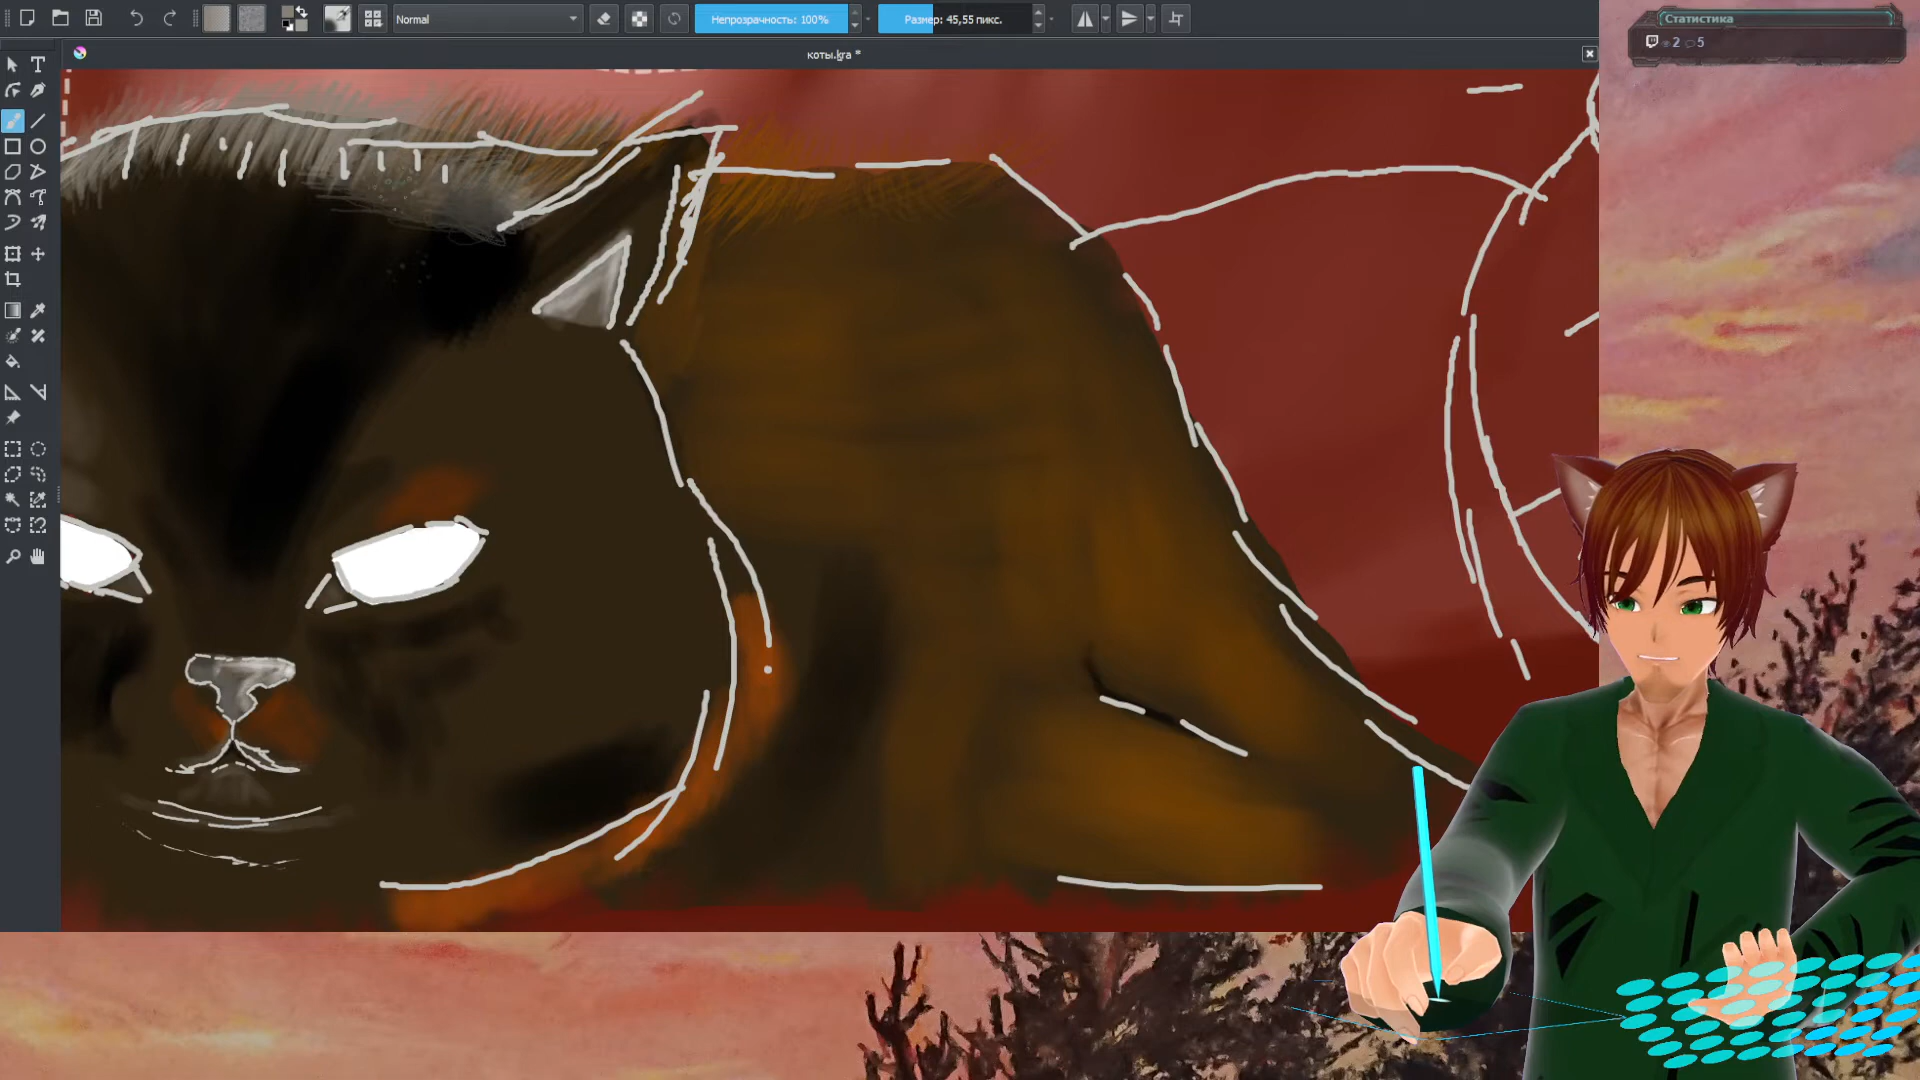 Normal
Непрозрачность: 100%
Размер: 45,55 пикс.
коты.kra *
Статистика
2 5